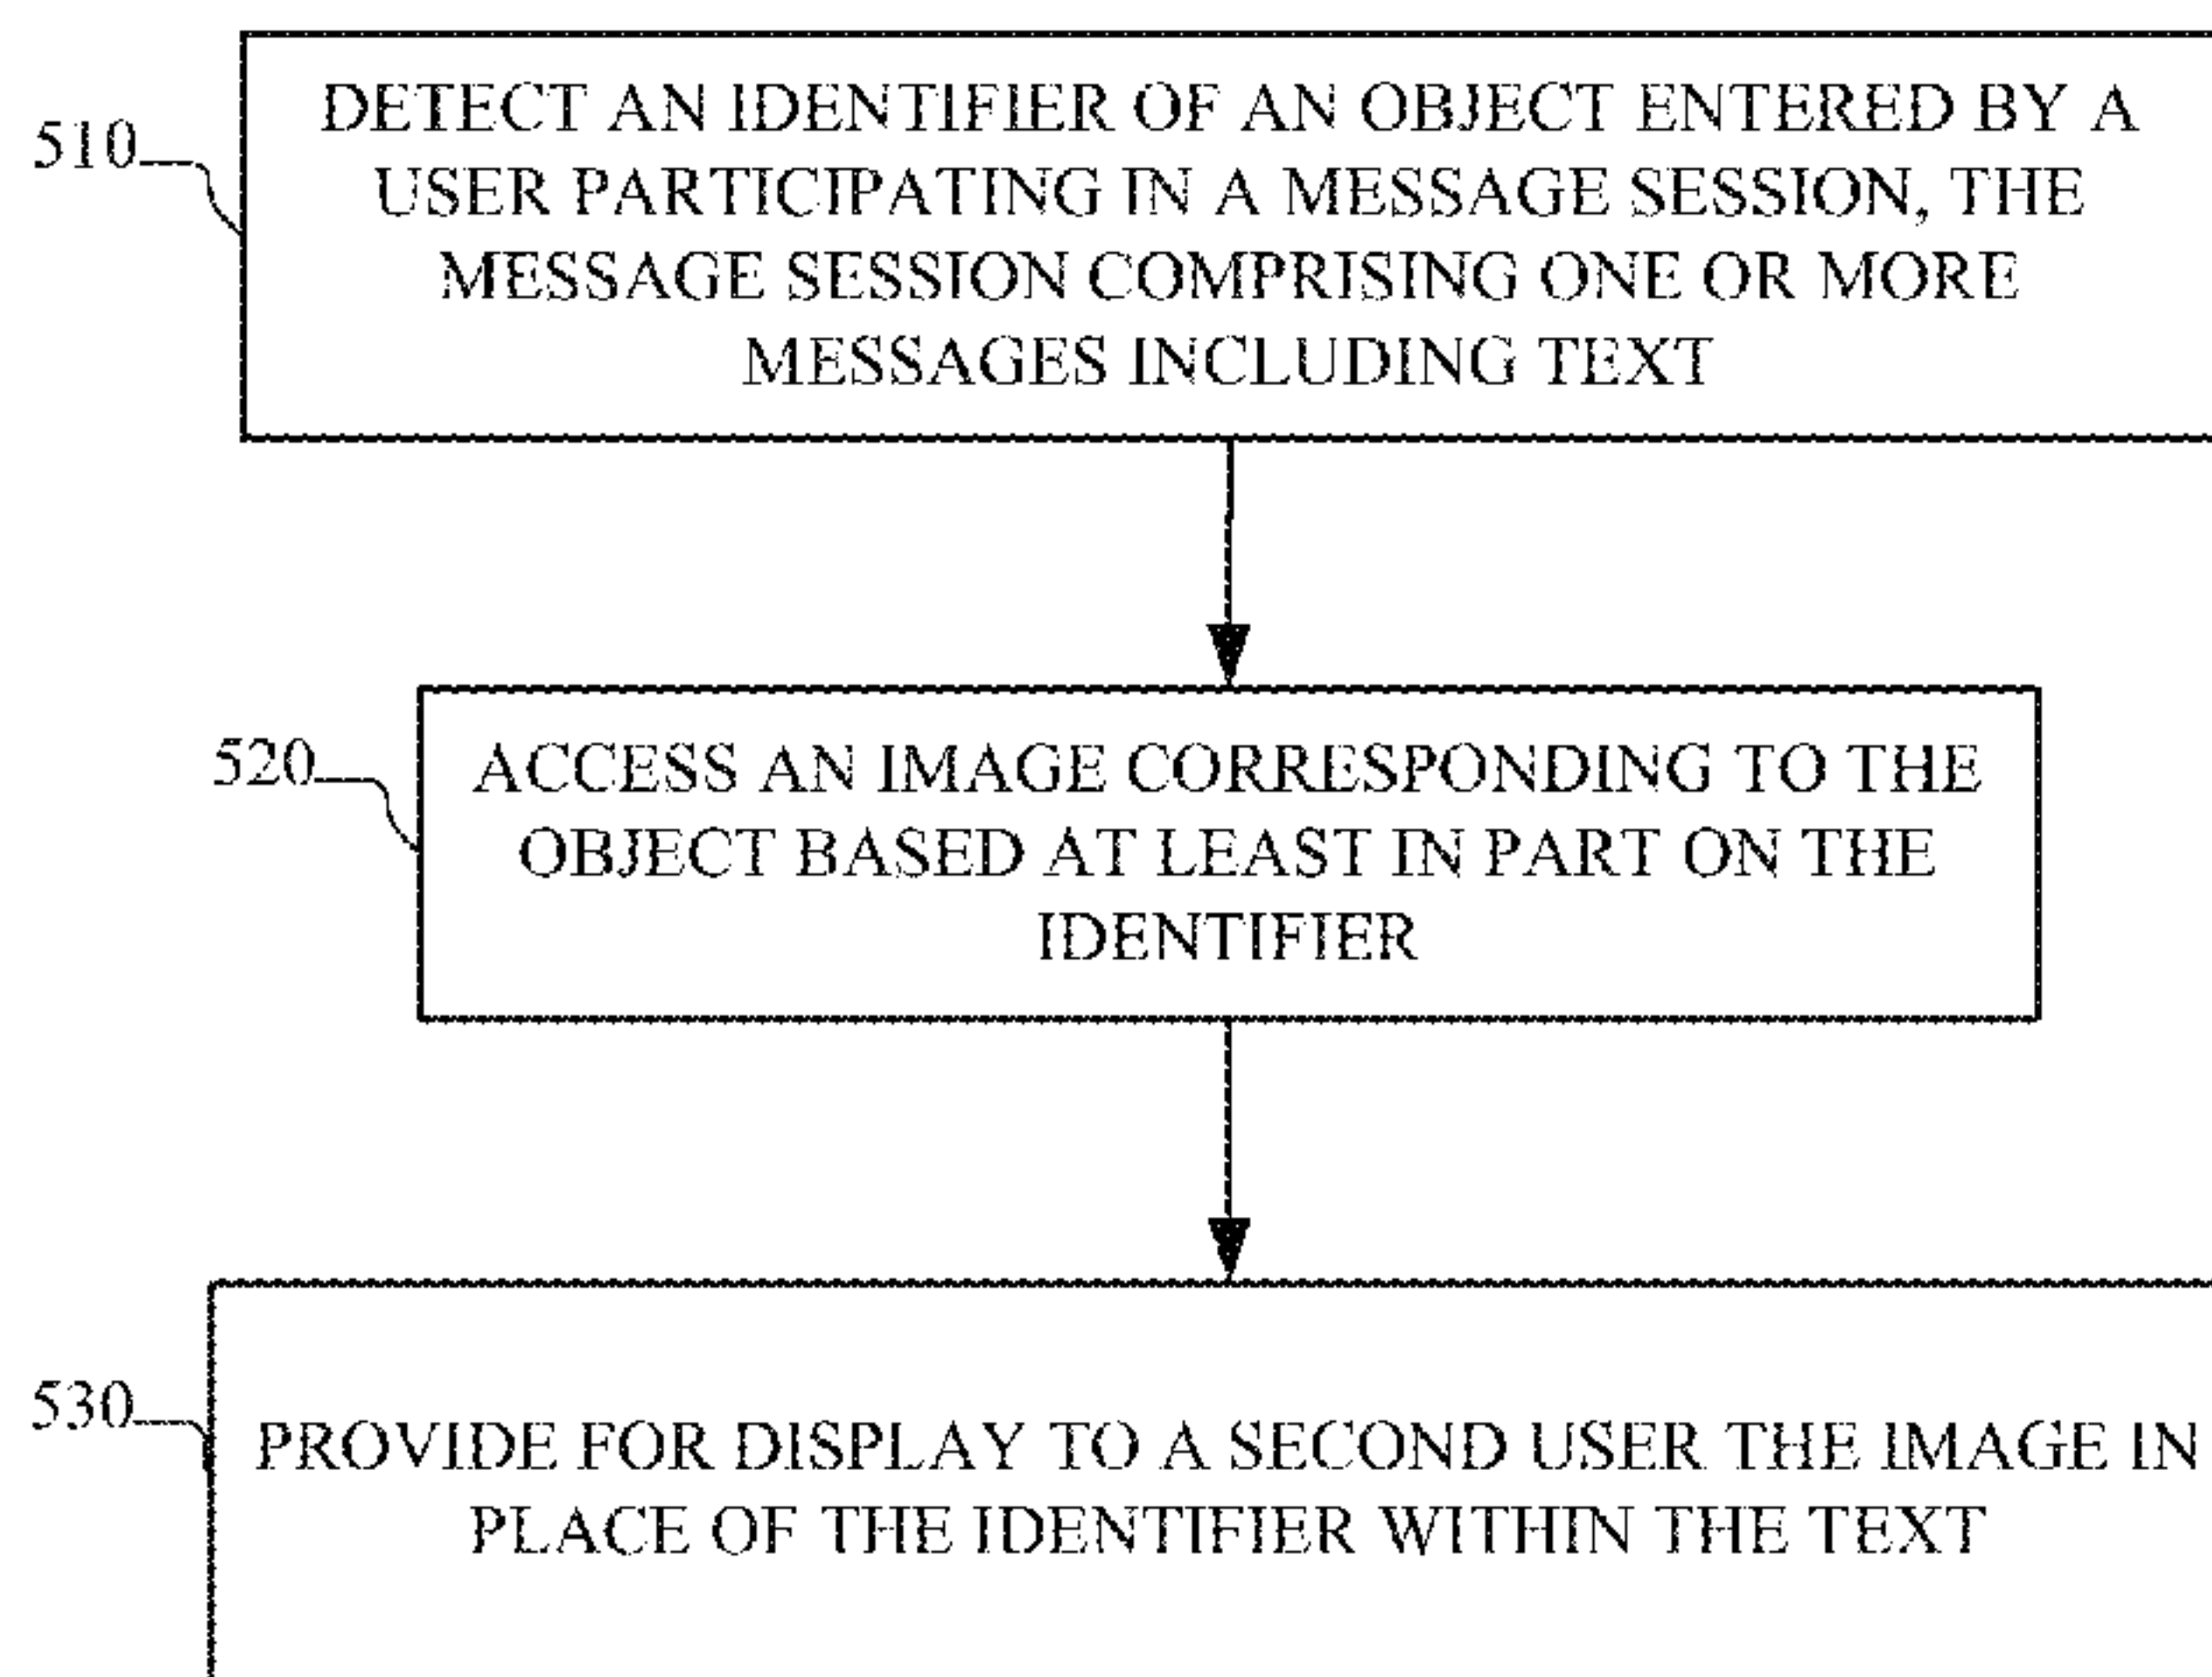 510
DETECT AN IDENTIFIER OF AN OBJECT ENTERED BY A
USER PARTICIPATING IN A MESSAGE SESSION, THE
MESSAGE SESSION COMPRISING ONE OR MORE
MESSAGES INCLUDING TEXT
520
ACCESS AN IMAGE CORRESPONDING TO THE
OBJECT BASED AT LEAST IN PART ON THE
IDENTIFIER
530
PROVIDE FOR DISPLAY TO A SECOND USER THE IMAGE IN
PLACE OF THE IDENTIFIER WITHIN THE TEXT